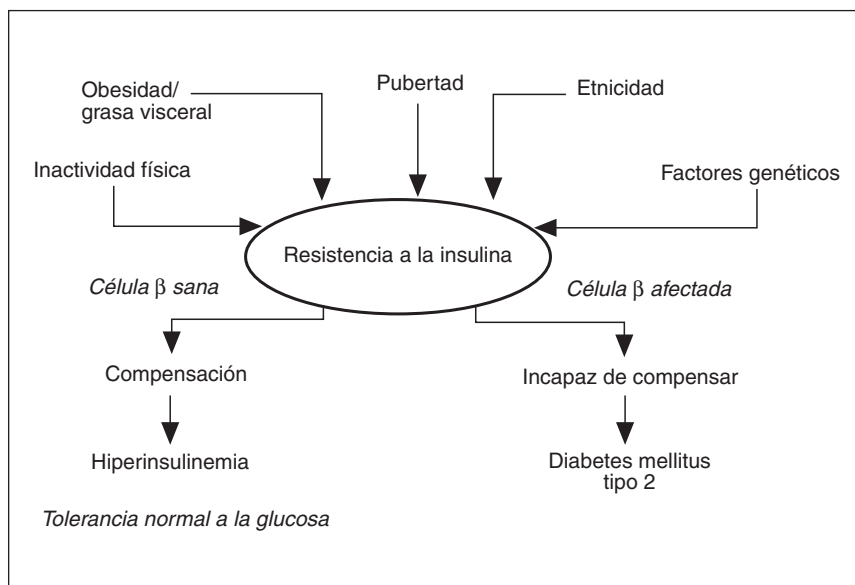 Obesidad/
grasa visceral
Pubertad
Etnicidad
Inactividad física
Factores genéticos
Resistencia a la insulina
Célula β sana
Célula β afectada
Compensación
Incapaz de compensar
Hiperinsulinemia
Diabetes mellitus
tipo 2
Tolerancia normal a la glucosa